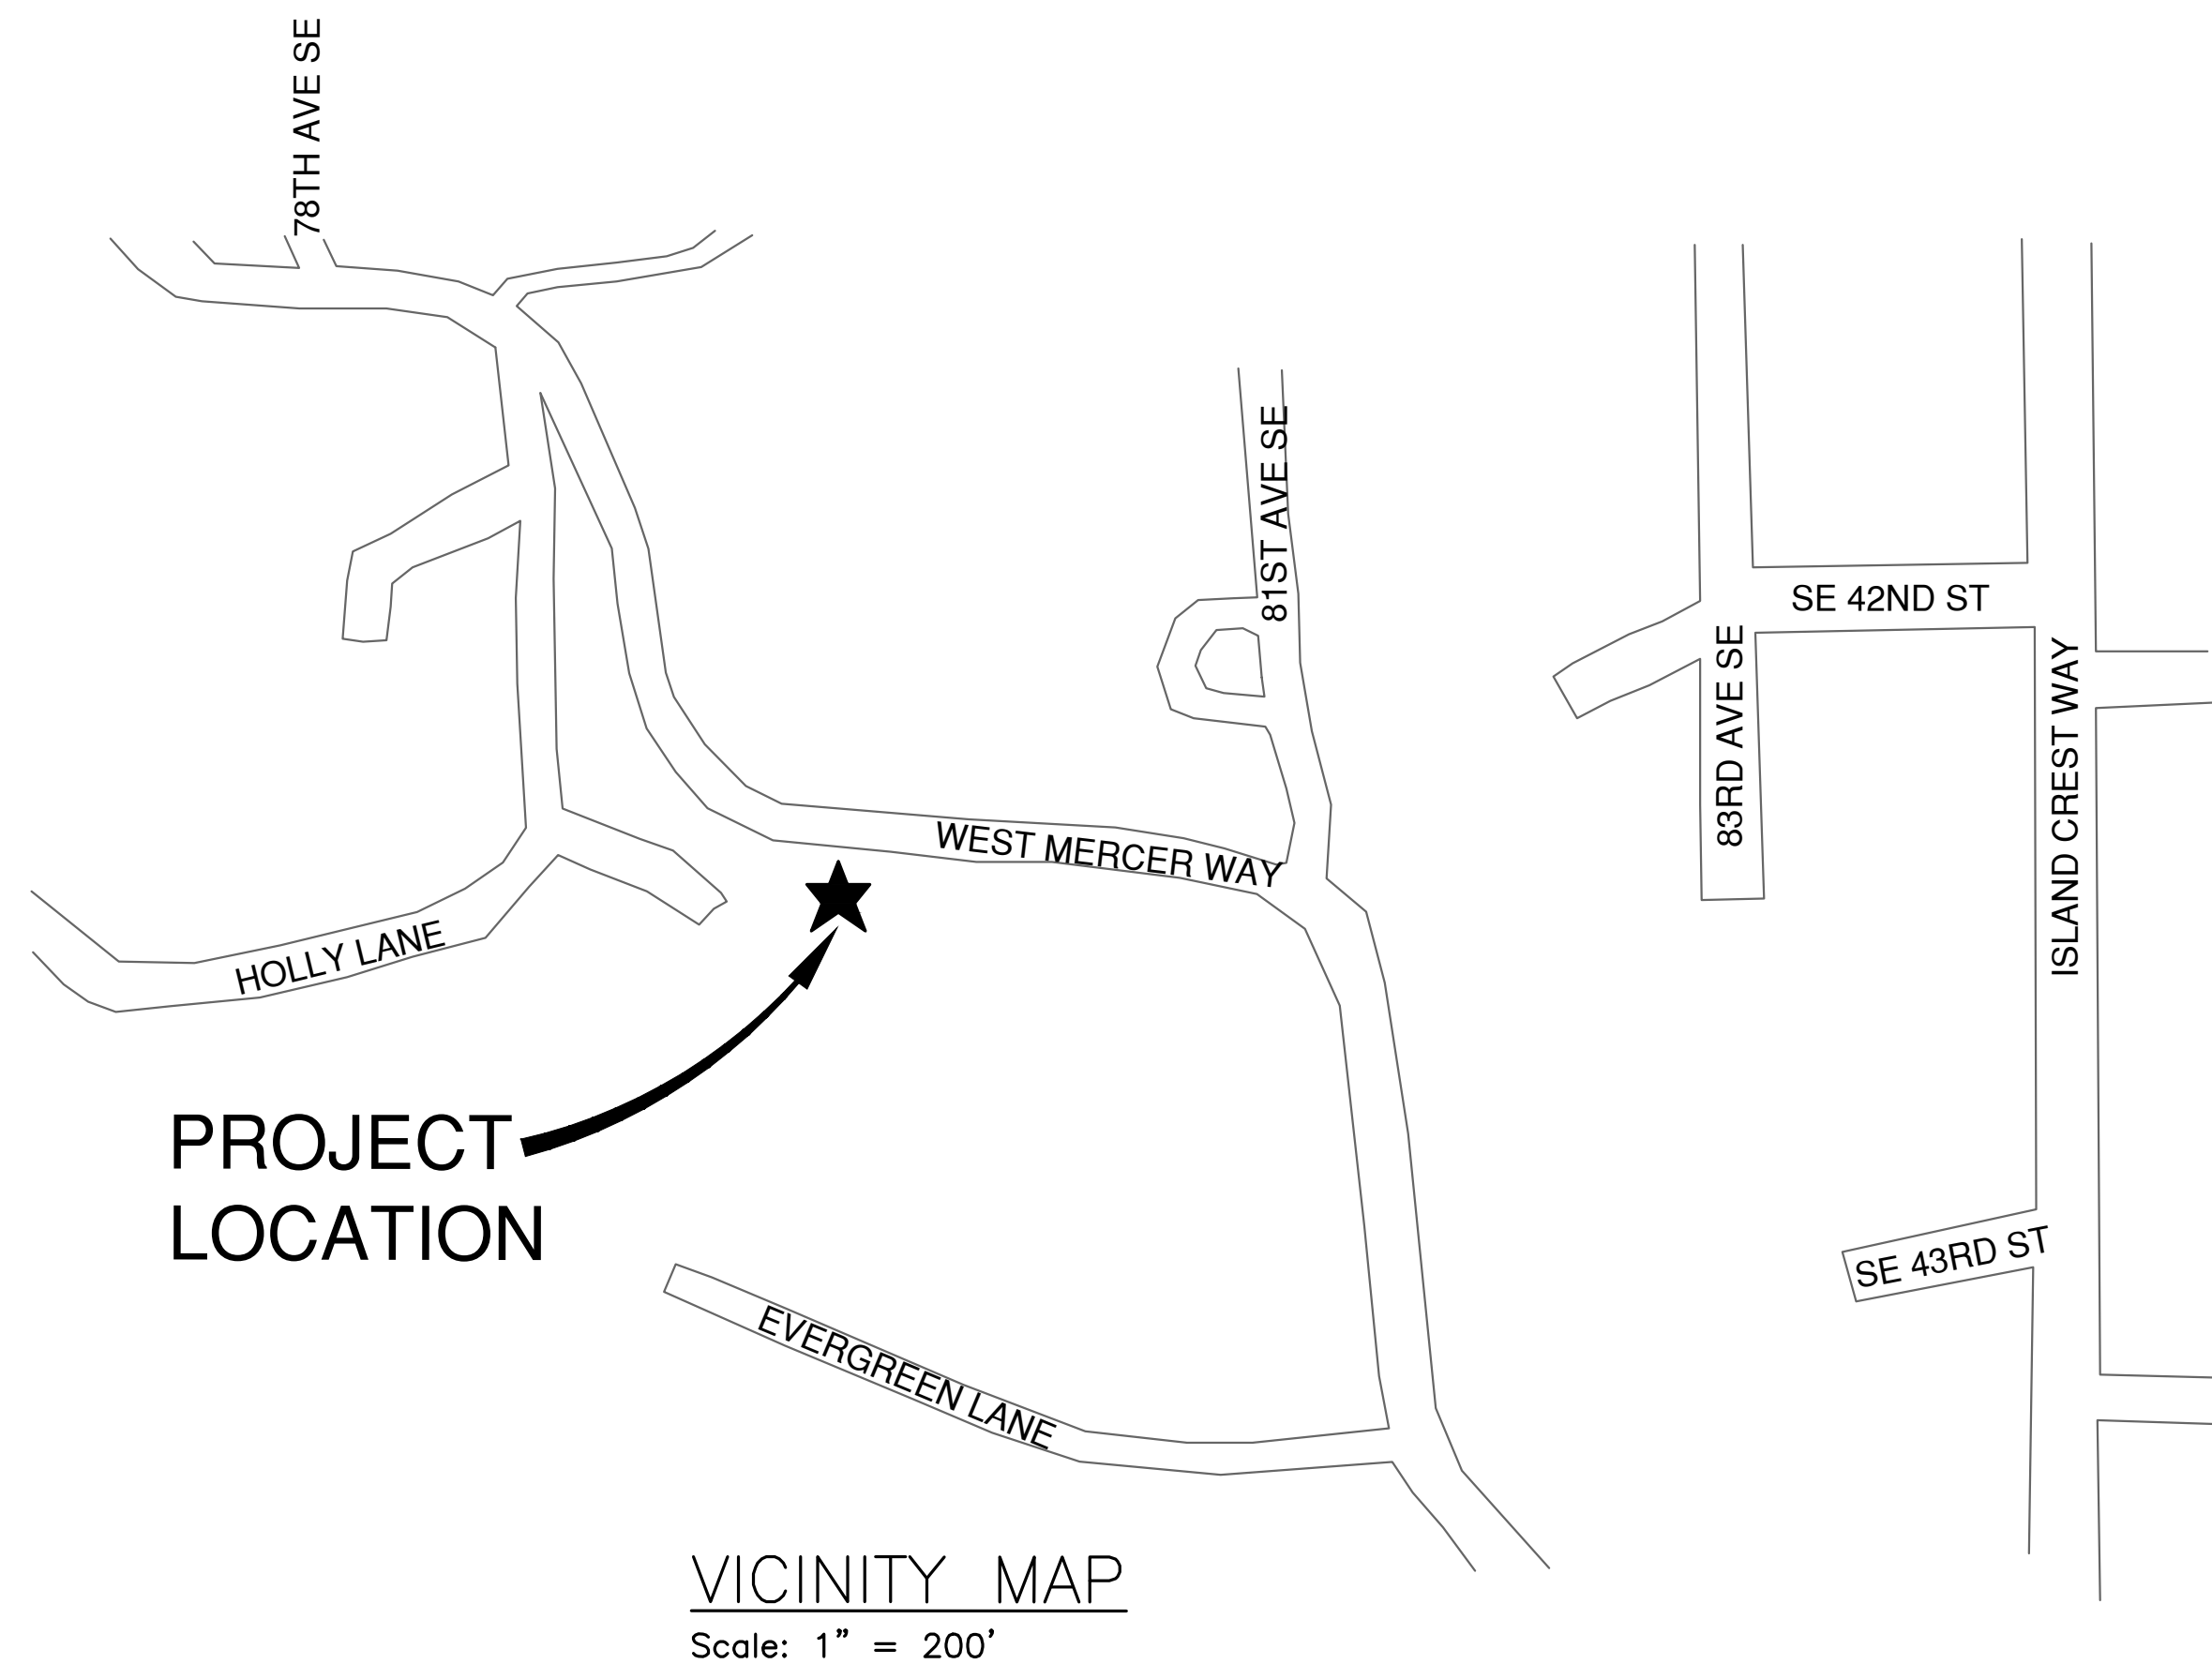 78TH AVE SE
81ST AVE SE
SE 42ND ST
83RD AVE SE
ISLAND CREST WAY
WEST MERCER WAY
HOLLY LANE
PROJECT
LOCATION
SE 43RD ST
EVERGREEN LANE
VICINITY MAP
Scale: 1" = 200'